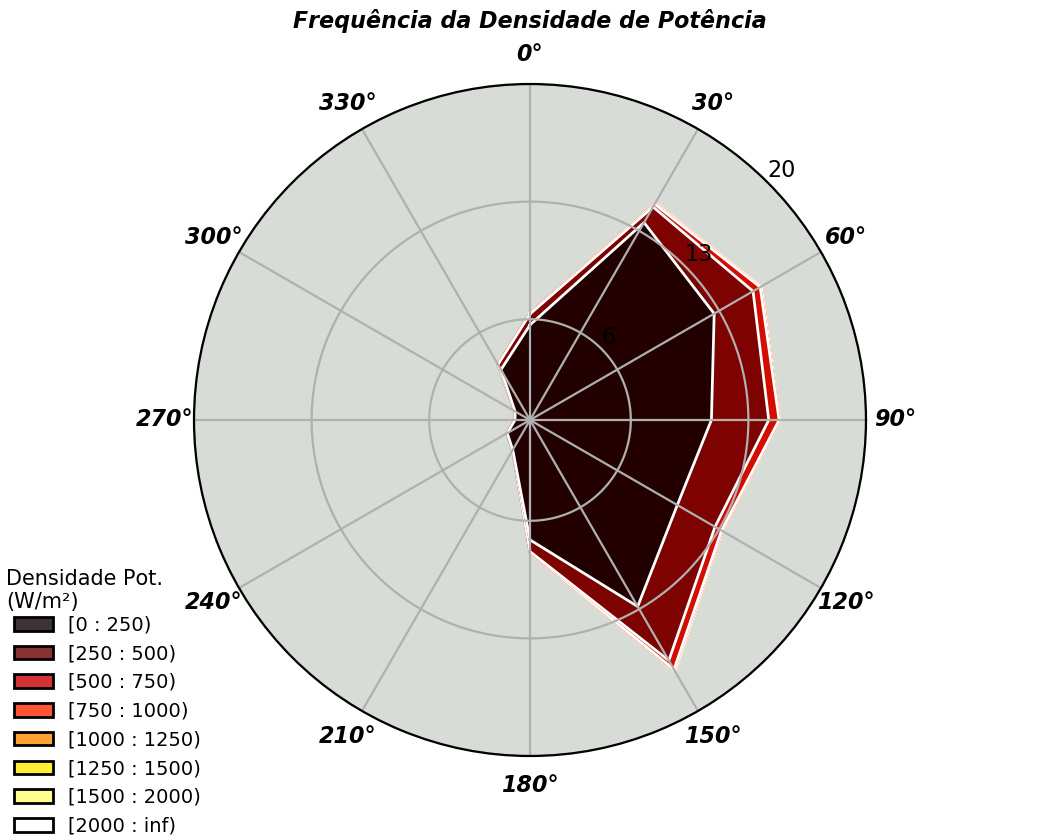 Frequência da Densidade de Potência
0°
330°
30°
20
300°
60°
13
6
270°
90°
240°
120°
210°
150°
180°
Densidade Pot.
(W/m²)
[0 : 250)
[250 : 500)
[500 : 750)
[750 : 1000)
[1000 : 1250)
[1250 : 1500)
[1500 : 2000)
[2000 : inf)